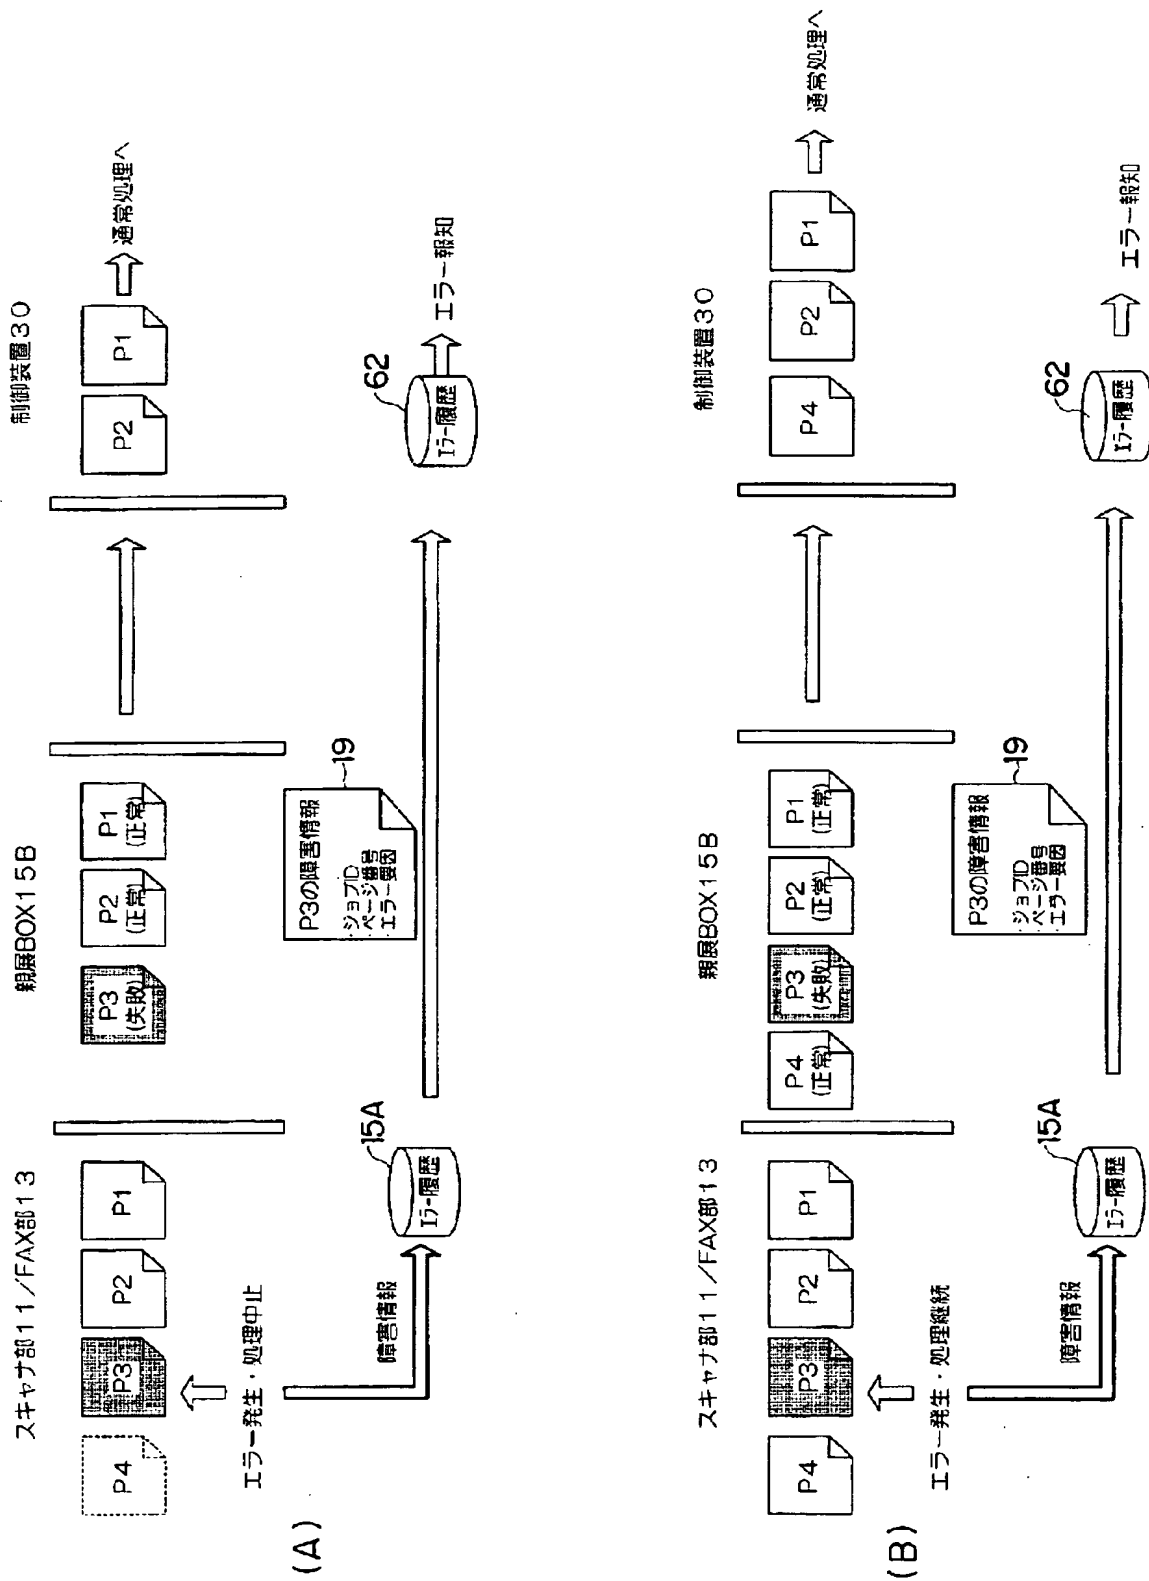 (A)
スキャナ部11/FAX部13
親展BOX15B
制御装置30
P4
P3
P2
P1
P3
(失敗)
P2
(正常)
P1
(正常)
P2
P1
通常処理へ
エラー発生・処理中止
障害情報
15A
エラー履歴
19
P3の障害情報
・ジョブID
・ページ番号
・エラー要因
62
エラー履歴
エラー報知
(B)
スキャナ部11/FAX部13
親展BOX15B
制御装置30
P4
P3
P2
P1
P4
(正常)
P3
(失敗)
P2
(正常)
P1
(正常)
P4
P2
P1
通常処理へ
エラー発生・処理継続
障害情報
15A
エラー履歴
19
P3の障害情報
・ジョブID
・ページ番号
・エラー要因
62
エラー履歴
エラー報知